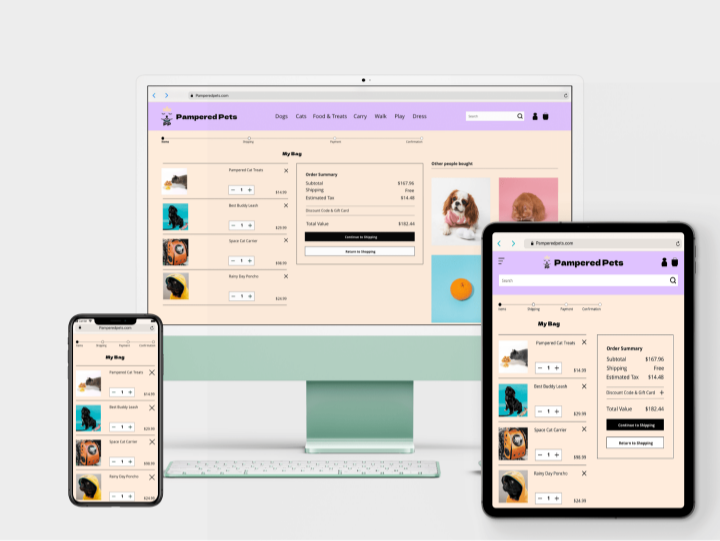 Pamperedpets.com
Pampered Pets
Dogs Cats Food & Treats Carry Walk Play Dress
Search
Items Shipping Payment Confirmation
My Bag
Pampered Cat Treats
1
$14.99
Best Buddy Leash
1
$29.99
Space Cat Carrier
1
$98.99
Rainy Day Poncho
1
$24.99
Order Summary
Subtotal $167.96
Shipping Free
Estimated Tax $14.48
Discount Code & Gift Card
Total Value $182.44
Continue to Shipping
Return to Shopping
Other people bought
Pamperedpets.com
Items Shipping Payment Confirmation
My Bag
Pampered Cat Treats
1
$14.99
Best Buddy Leash
1
$29.99
Space Cat Carrier
1
$98.99
Rainy Day Poncho
1
$24.99
Pamperedpets.com
Pampered Pets
Search
Items Shipping Payment Confirmation
My Bag
Pampered Cat Treats
1
$14.99
Best Buddy Leash
1
$29.99
Space Cat Carrier
1
$98.99
Rainy Day Poncho
1
$24.99
Order Summary
Subtotal $167.96
Shipping Free
Estimated Tax $14.48
Discount Code & Gift Card +
Total Value $182.44
Continue to Shipping
Return to Shopping